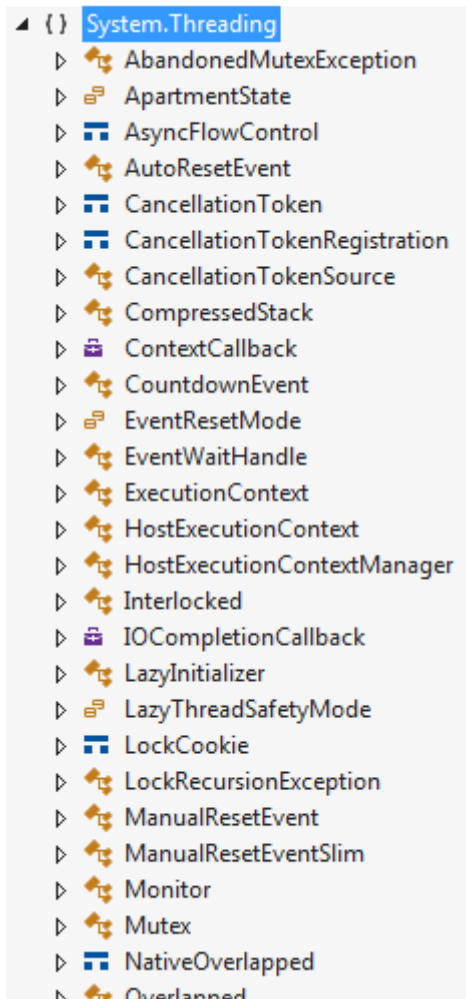 { } System.Threading
AbandonedMutexException
ApartmentState
AsyncFlowControl
AutoResetEvent
CancellationToken
CancellationTokenRegistration
CancellationTokenSource
CompressedStack
ContextCallback
CountdownEvent
EventResetMode
EventWaitHandle
ExecutionContext
HostExecutionContext
HostExecutionContextManager
Interlocked
IOCompletionCallback
LazyInitializer
LazyThreadSafetyMode
LockCookie
LockRecursionException
ManualResetEvent
ManualResetEventSlim
Monitor
Mutex
NativeOverlapped
Overlapped